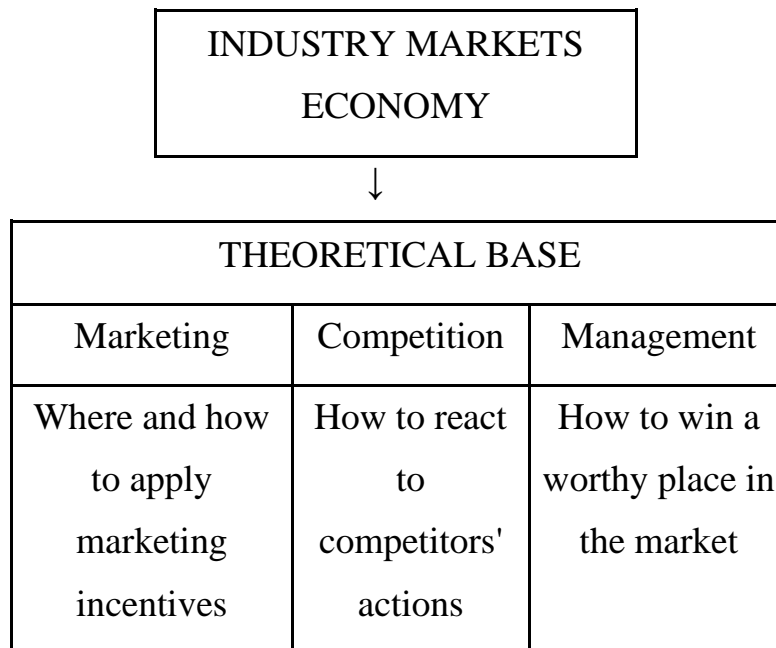 INDUSTRY MARKETS
ECONOMY
↓
THEORETICAL BASE
Marketing
Competition
Management
Where and how
to apply
marketing
incentives
How to react
to
competitors'
actions
How to win a
worthy place in
the market